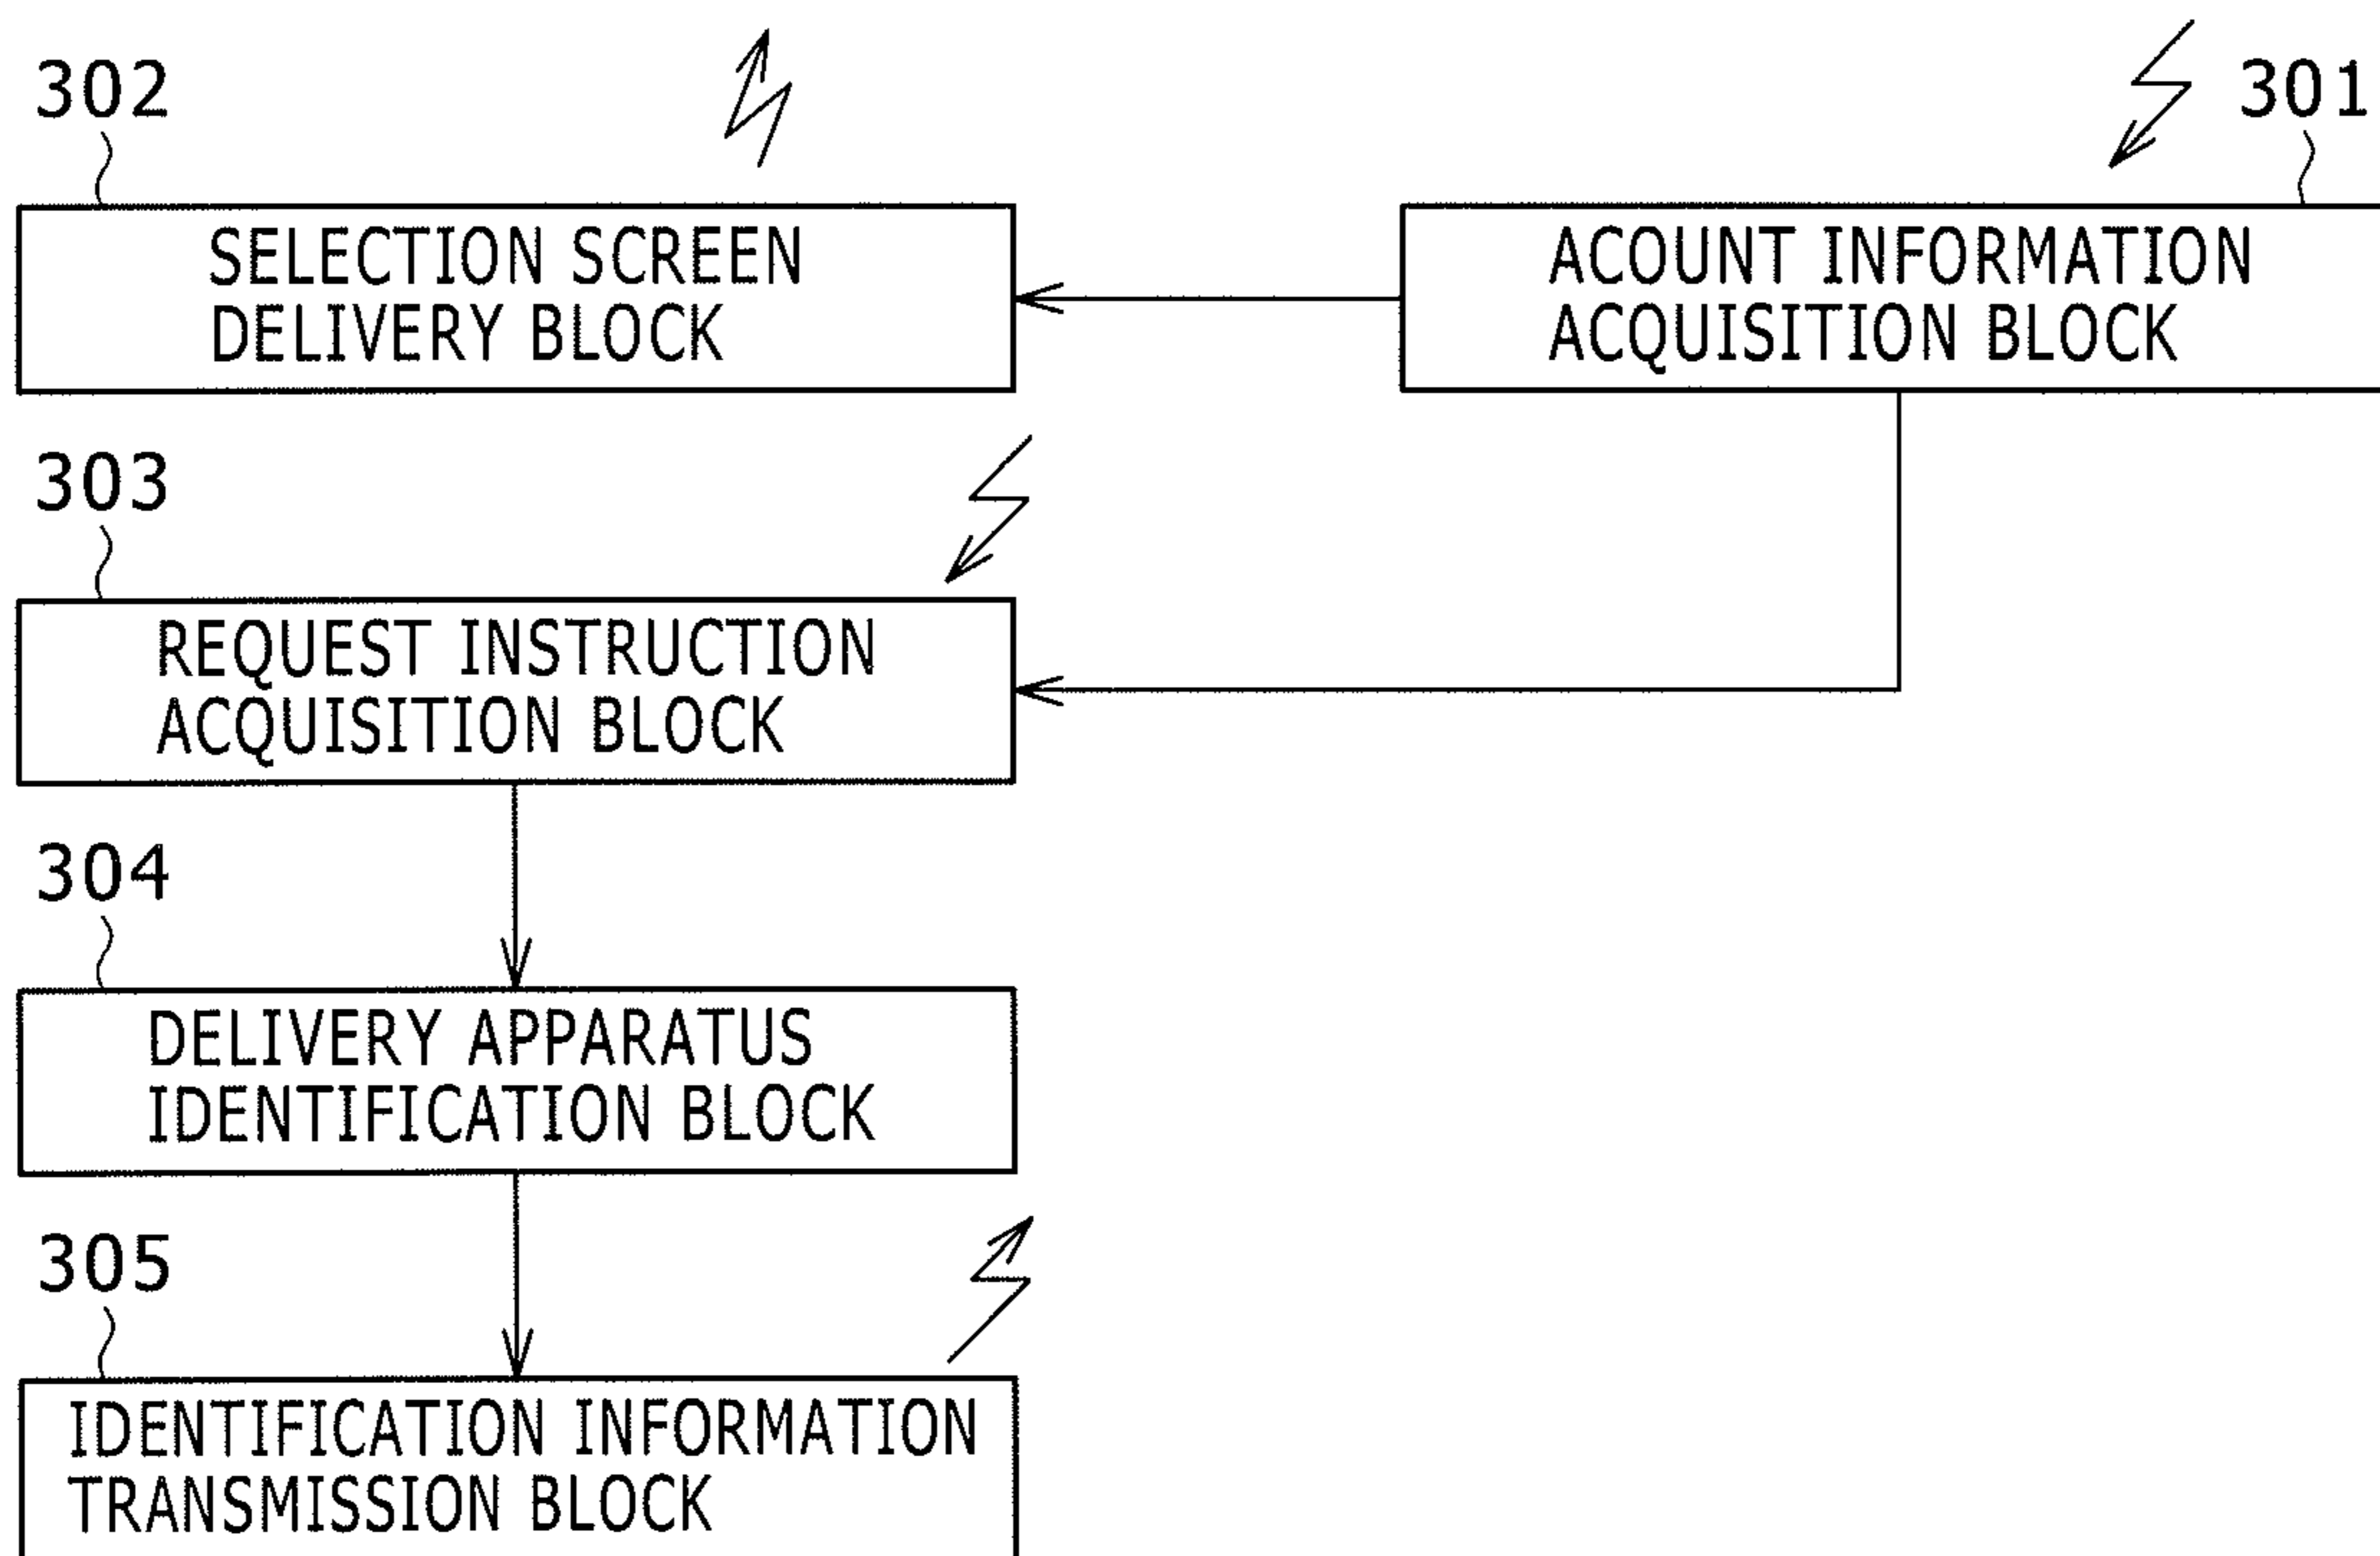 302
301
SELECTION SCREEN
DELIVERY BLOCK
ACOUNT INFORMATION
ACQUISITION BLOCK
303
REQUEST INSTRUCTION
ACQUISITION BLOCK
304
DELIVERY APPARATUS
IDENTIFICATION BLOCK
305
IDENTIFICATION INFORMATION
TRANSMISSION BLOCK